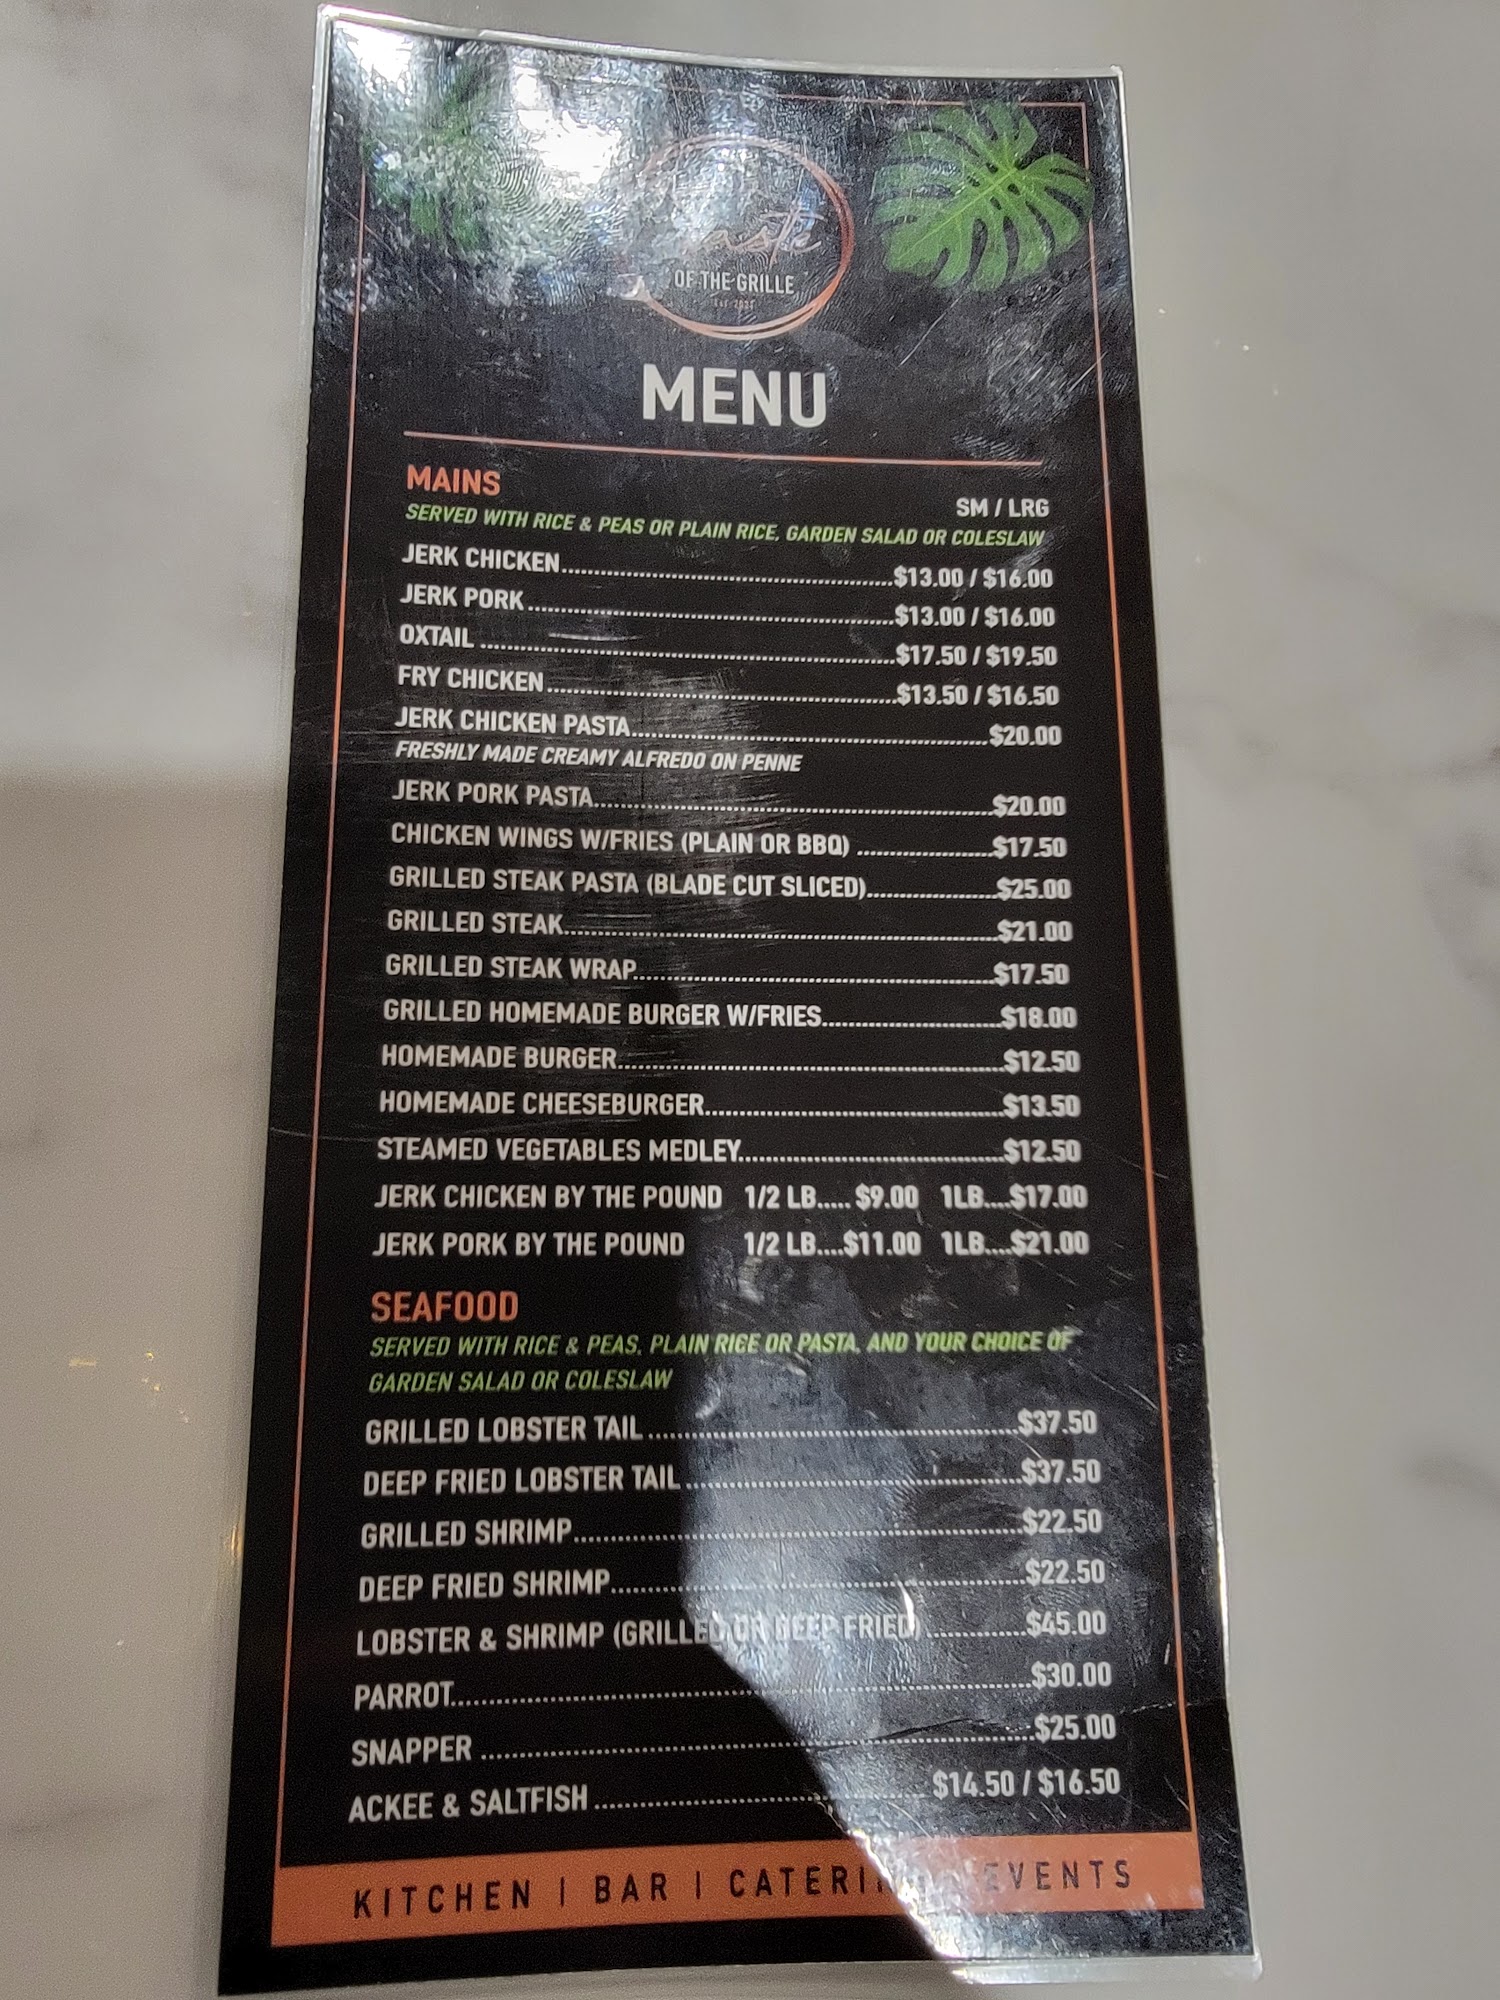 OF THE GRILLE
MENU
MAINS
SM / LRG
SERVED WITH RICE & PEAS OR PLAIN RICE, GARDEN SALAD OR COLESLAW
JERK CHICKEN $13.00 / $16.00
JERK PORK $13.00 / $16.00
OXTAIL $17.50 / $19.50
FRY CHICKEN $13.50 / $16.50
JERK CHICKEN PASTA $20.00
FRESHLY MADE CREAMY ALFREDO ON PENNE
JERK PORK PASTA $20.00
CHICKEN WINGS W/FRIES (PLAIN OR BBQ) $17.50
GRILLED STEAK PASTA (BLADE CUT SLICED) $25.00
GRILLED STEAK $21.00
GRILLED STEAK WRAP $17.50
GRILLED HOMEMADE BURGER W/FRIES $18.00
HOMEMADE BURGER $12.50
HOMEMADE CHEESEBURGER $13.50
STEAMED VEGETABLES MEDLEY $12.50
JERK CHICKEN BY THE POUND 1/2 LB..... $9.00 1LB....$17.00
JERK PORK BY THE POUND 1/2 LB....$11.00 1LB....$21.00
SEAFOOD
SERVED WITH RICE & PEAS, PLAIN RICE OR PASTA, AND YOUR CHOICE OF
GARDEN SALAD OR COLESLAW
GRILLED LOBSTER TAIL $37.50
DEEP FRIED LOBSTER TAIL $37.50
GRILLED SHRIMP $22.50
DEEP FRIED SHRIMP $22.50
LOBSTER & SHRIMP (GRILLED OR DEEP FRIED) $45.00
PARROT $30.00
SNAPPER $25.00
ACKEE & SALTFISH $14.50 / $16.50
KITCHEN | BAR | EVENTS